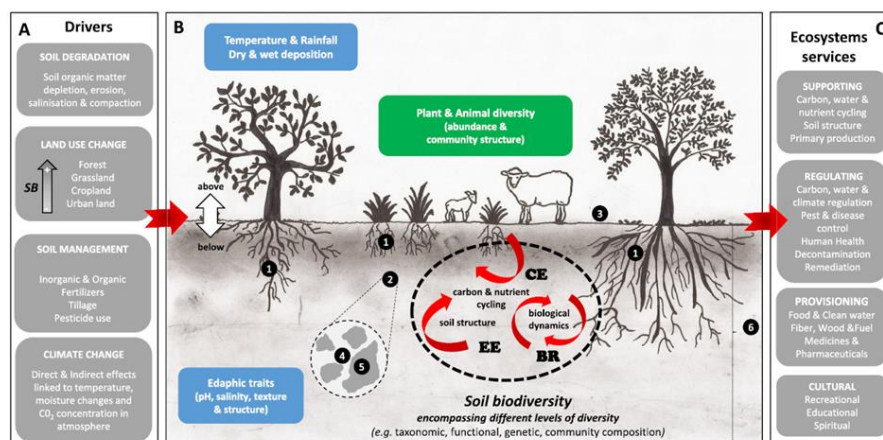 A
Drivers
SOIL DEGRADATION
Soil organic matter
depletion, erosion,
salinisation & compaction
LAND USE CHANGE
SB
+
Forest
Grassland
Cropland
Urban land
SOIL MANAGEMENT
Inorganic & Organic
Fertilizers
Tillage
Pesticide use
CLIMATE CHANGE
Direct & Indirect effects
linked to temperature,
moisture changes and
C0₂ concentration in
atmosphere
B
Temperature & Rainfall
Dry & wet deposition
Plant & Animal diversity
(abundance &
community structure)
above
below
1
1
1
2
3
4
5
6
CE
carbon & nutrient
cycling
soil structure
biological
dynamics
EE
BR
Edaphic traits
(pH, salinity, texture
& structure)
Soil biodiversity
encompassing different levels of diversity
(e.g. taxonomic, functional, genetic, community composition)
C
Ecosystems
services
SUPPORTING
Carbon, water &
nutrient cycling
Soil structure
Primary production
REGULATING
Carbon, water &
climate regulation
Pest & disease
control
Human Health
Decontamination
Remediation
PROVISIONING
Food & Clean water
Fiber, Wood &Fuel
Medicines &
Pharmaceuticals
CULTURAL
Recreational
Educational
Spiritual